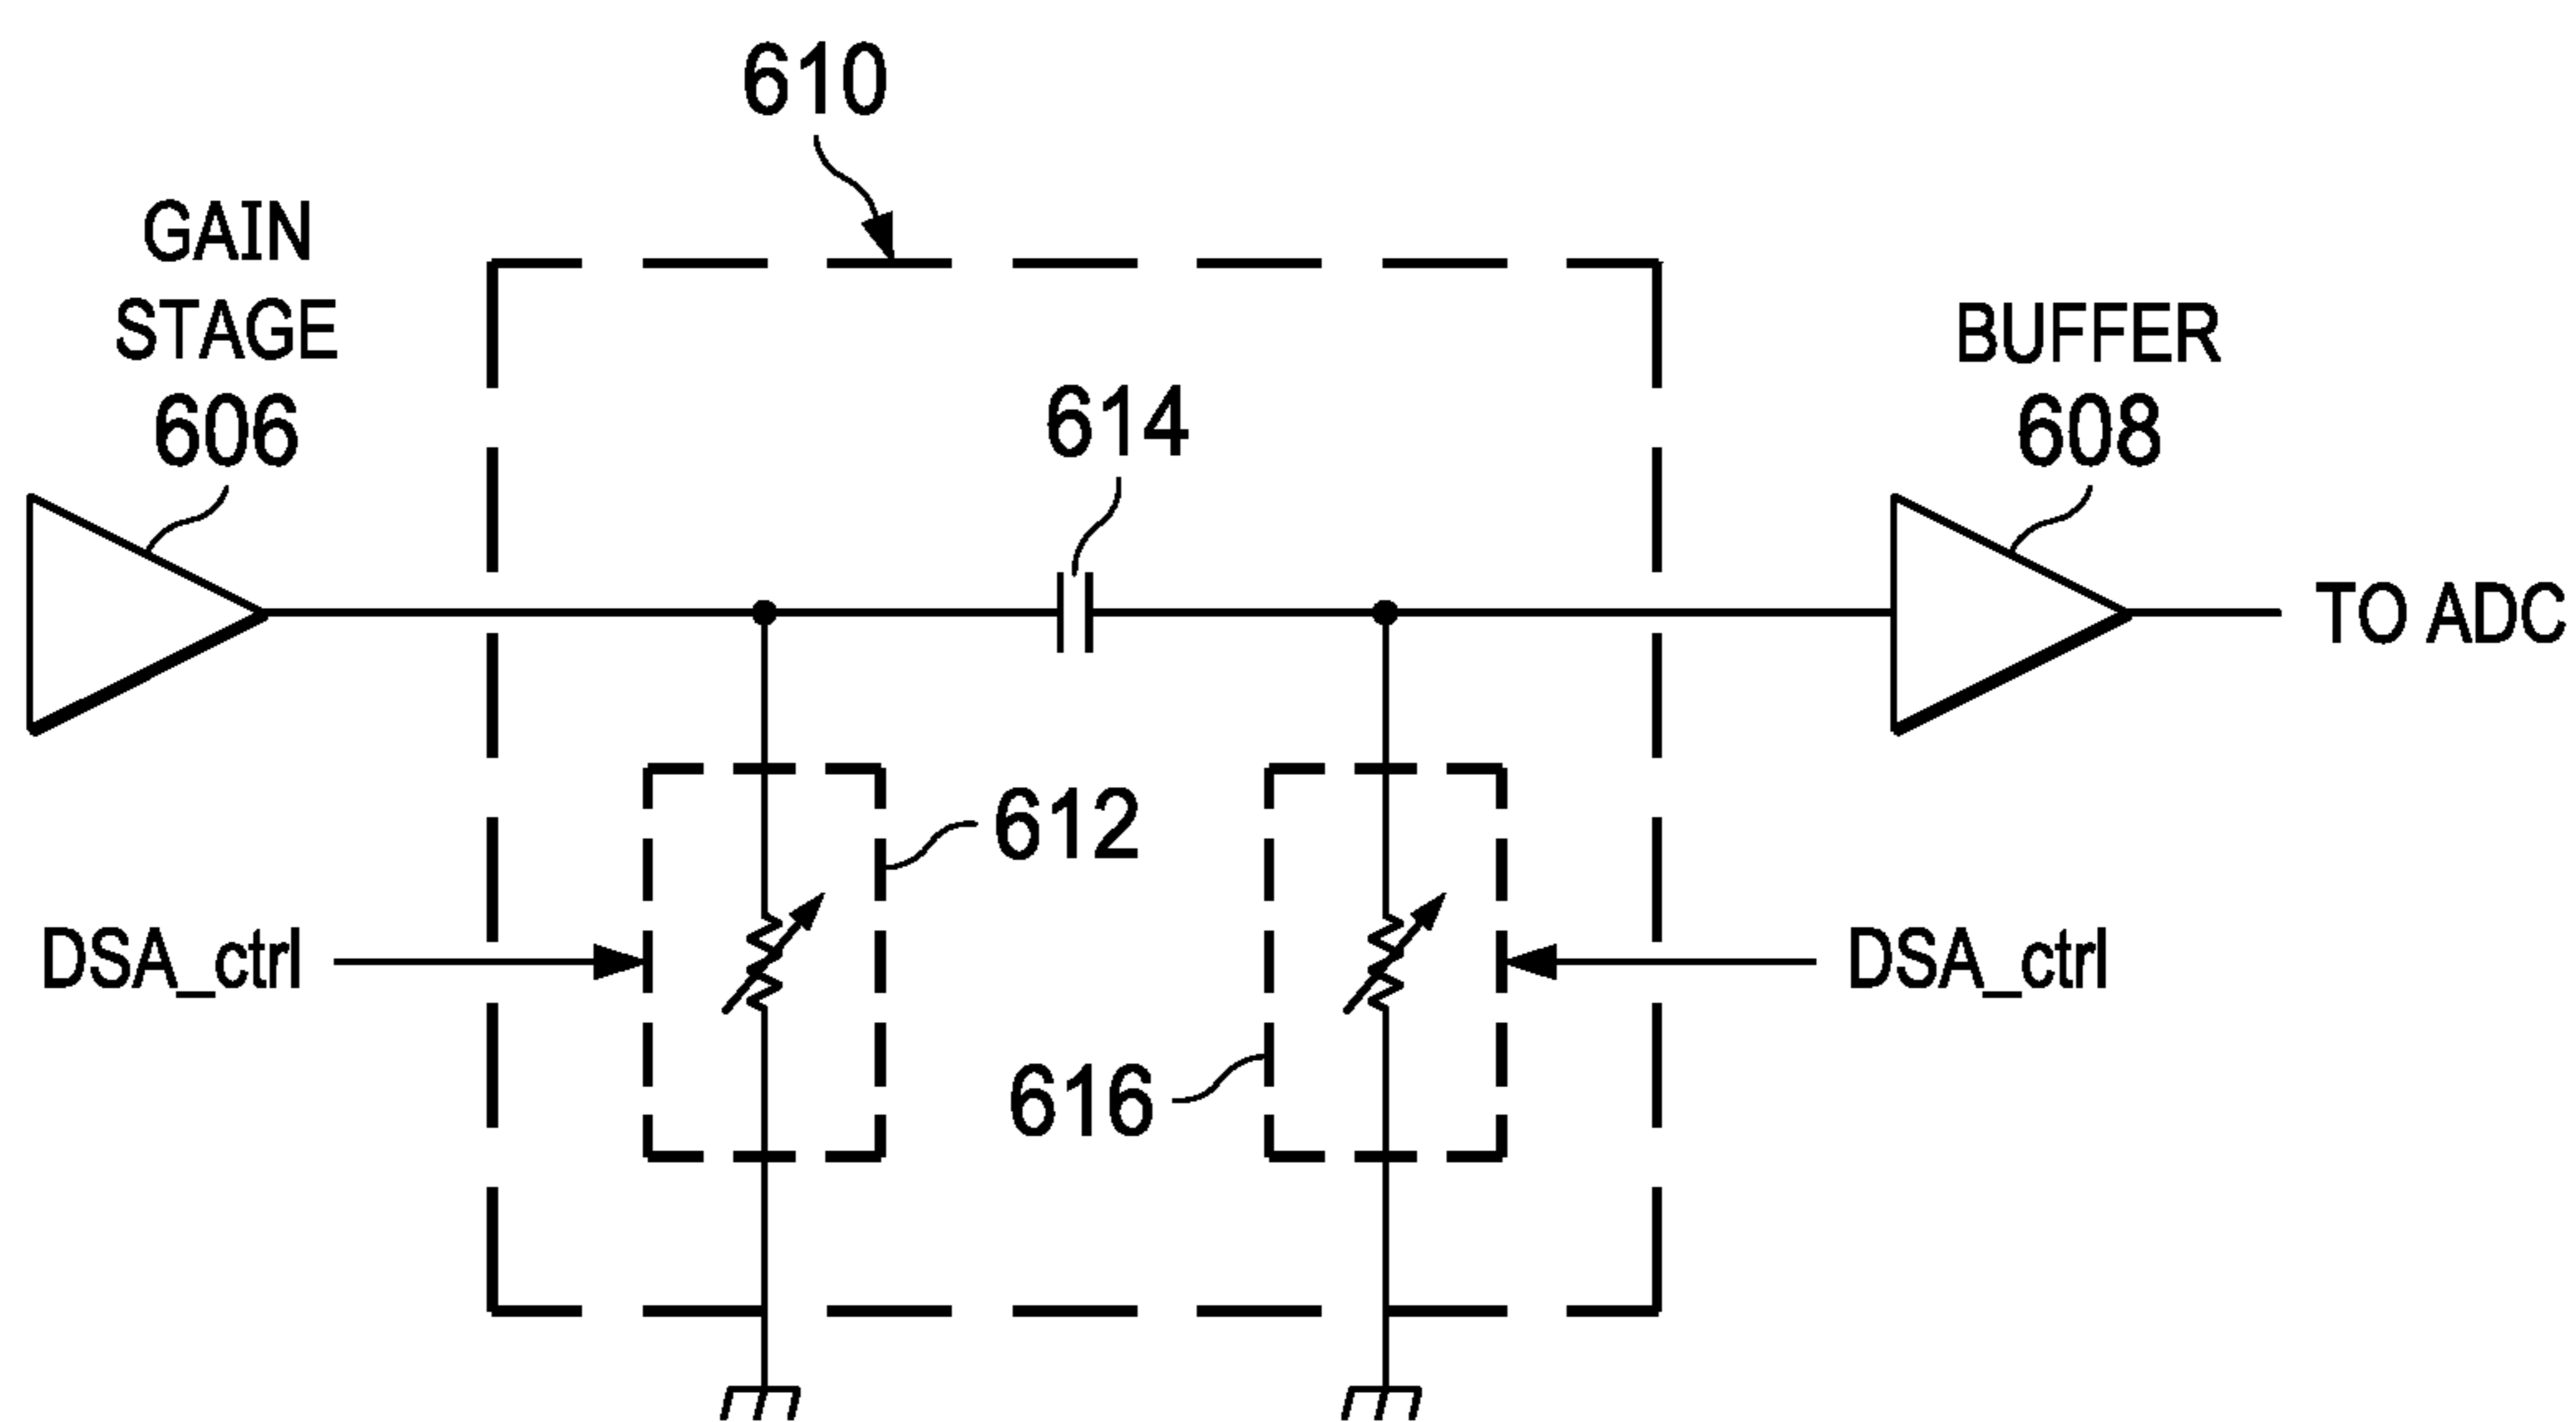 610
GAIN
STAGE
606
614
BUFFER
608
TO ADC
612
DSA_ctrl
DSA_ctrl
616